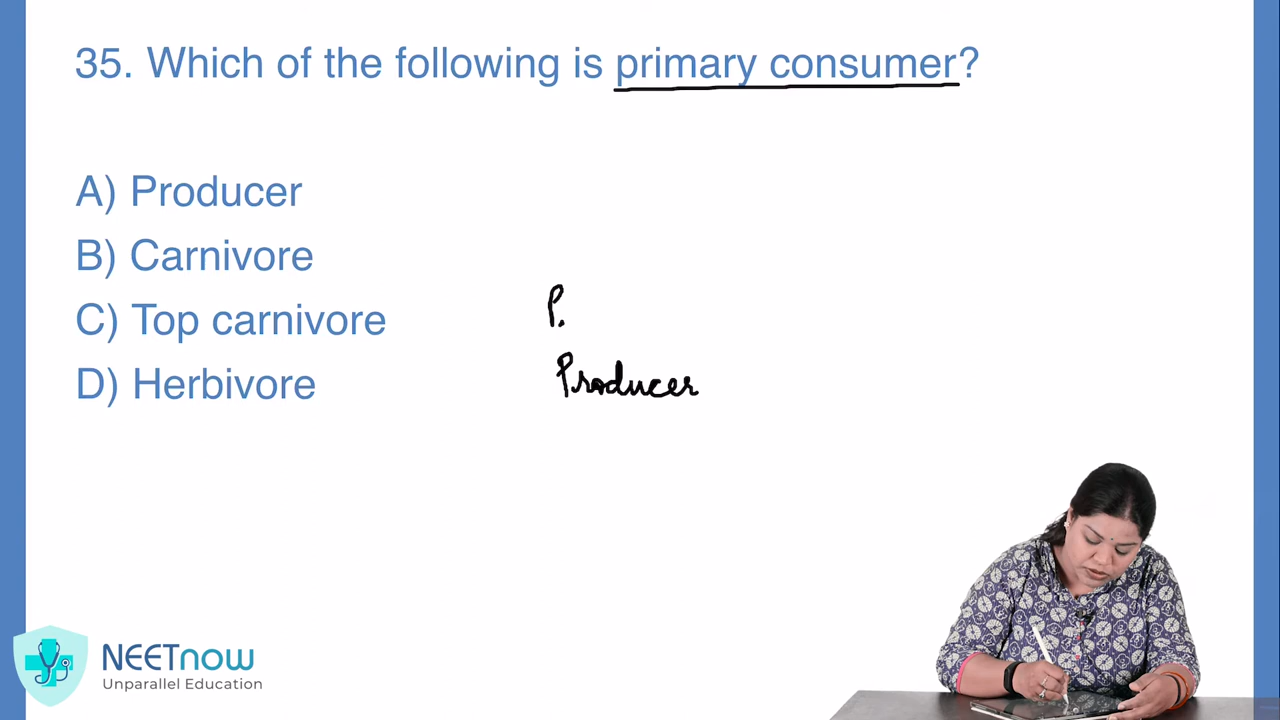 35. Which of the following is primary consumer?
A) Producer
B) Carnivore
C) Top carnivore
D) Herbivore
P.
Producer
NEETnow
Unparallel Education